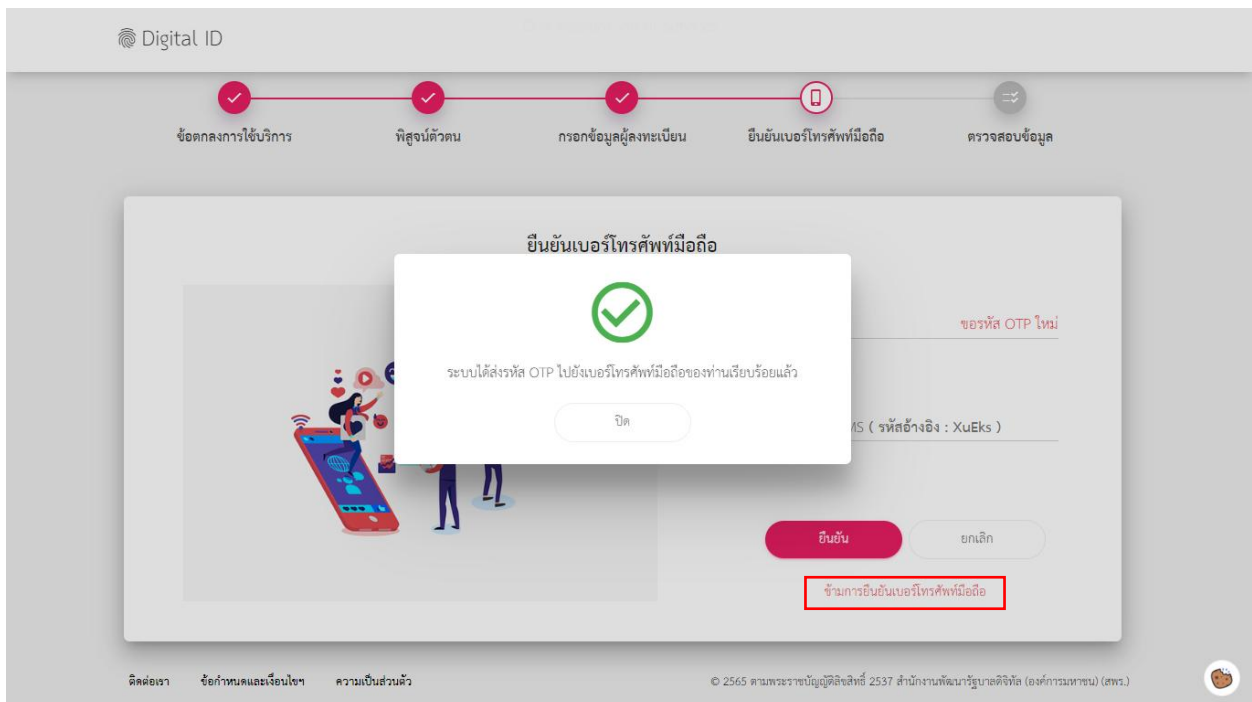 Digital ID
ข้อตกลงการใช้บริการ
พิสูจน์ตัวตน
กรอกข้อมูลผู้ลงทะเบียน
ยืนยันเบอร์โทรศัพท์มือถือ
ตรวจสอบข้อมูล
ยืนยันเบอร์โทรศัพท์มือถือ
ขอรหัส OTP ใหม่
ระบบได้ส่งรหัส OTP ไปยังเบอร์โทรศัพท์มือถือของท่านเรียบร้อยแล้ว
ปิด
MS ( รหัสอ้างอิง : XuEks )
ยืนยัน
ยกเลิก
ข้ามการยืนยันเบอร์โทรศัพท์มือถือ
ติดต่อเรา
ข้อกำหนดและเงื่อนไขฯ
ความเป็นส่วนตัว
© 2565 ตามพระราชบัญญัติลิขสิทธิ์ 2537 สำนักงานพัฒนารัฐบาลดิจิทัล (องค์การมหาชน) (สพร.)